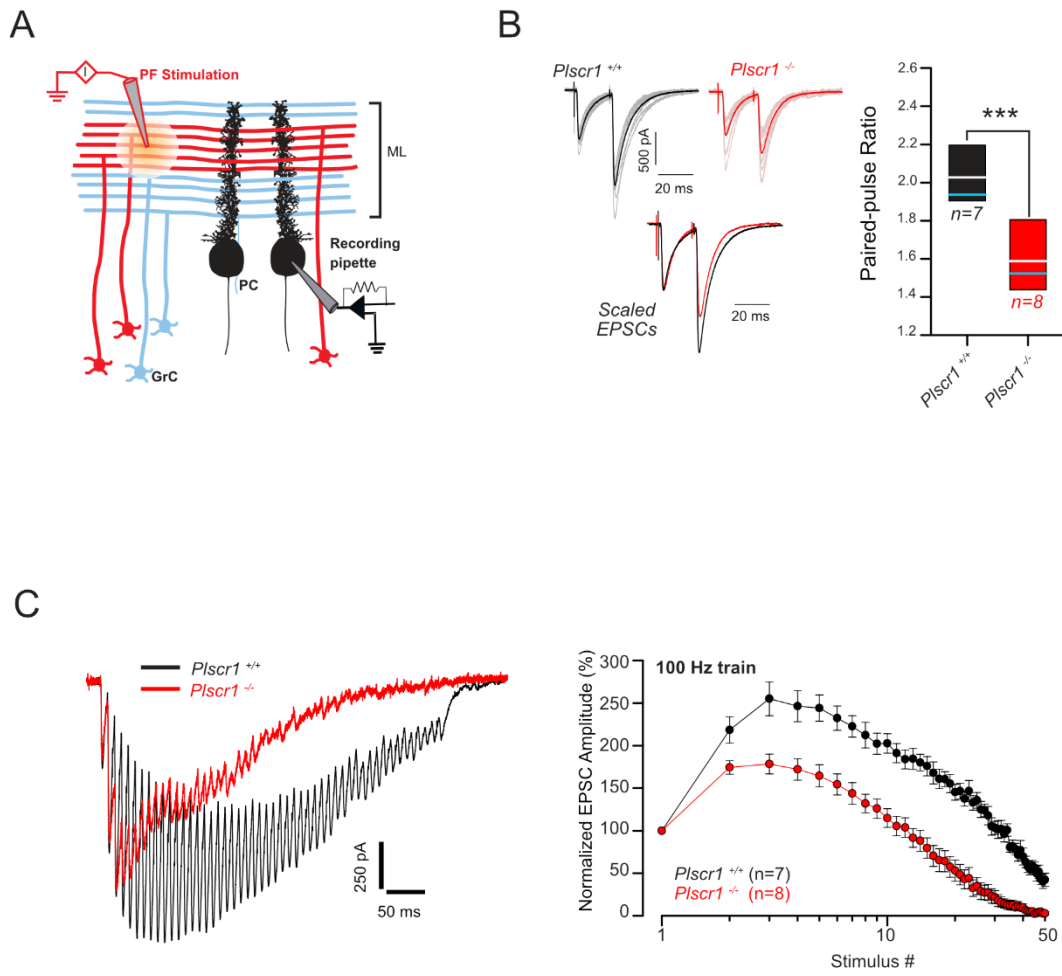 A
PF Stimulation
I
ML
Recording
pipette
PC
GrC
B
Plscr1 +/+
Plscr1 -/-
500 pA
20 ms
Scaled
EPSCs
20 ms
Paired-pulse Ratio
2.6
2.4
2.2
2.0
1.8
1.6
1.4
1.2
***
n=7
n=8
Plscr1 +/+
Plscr1 -/-
C
Plscr1 +/+
Plscr1 -/-
250 pA
50 ms
Normalized EPSC Amplitude (%)
300
250
200
150
100
50
0
100 Hz train
Plscr1 +/+ (n=7)
Plscr1 -/- (n=8)
1
10
50
Stimulus #